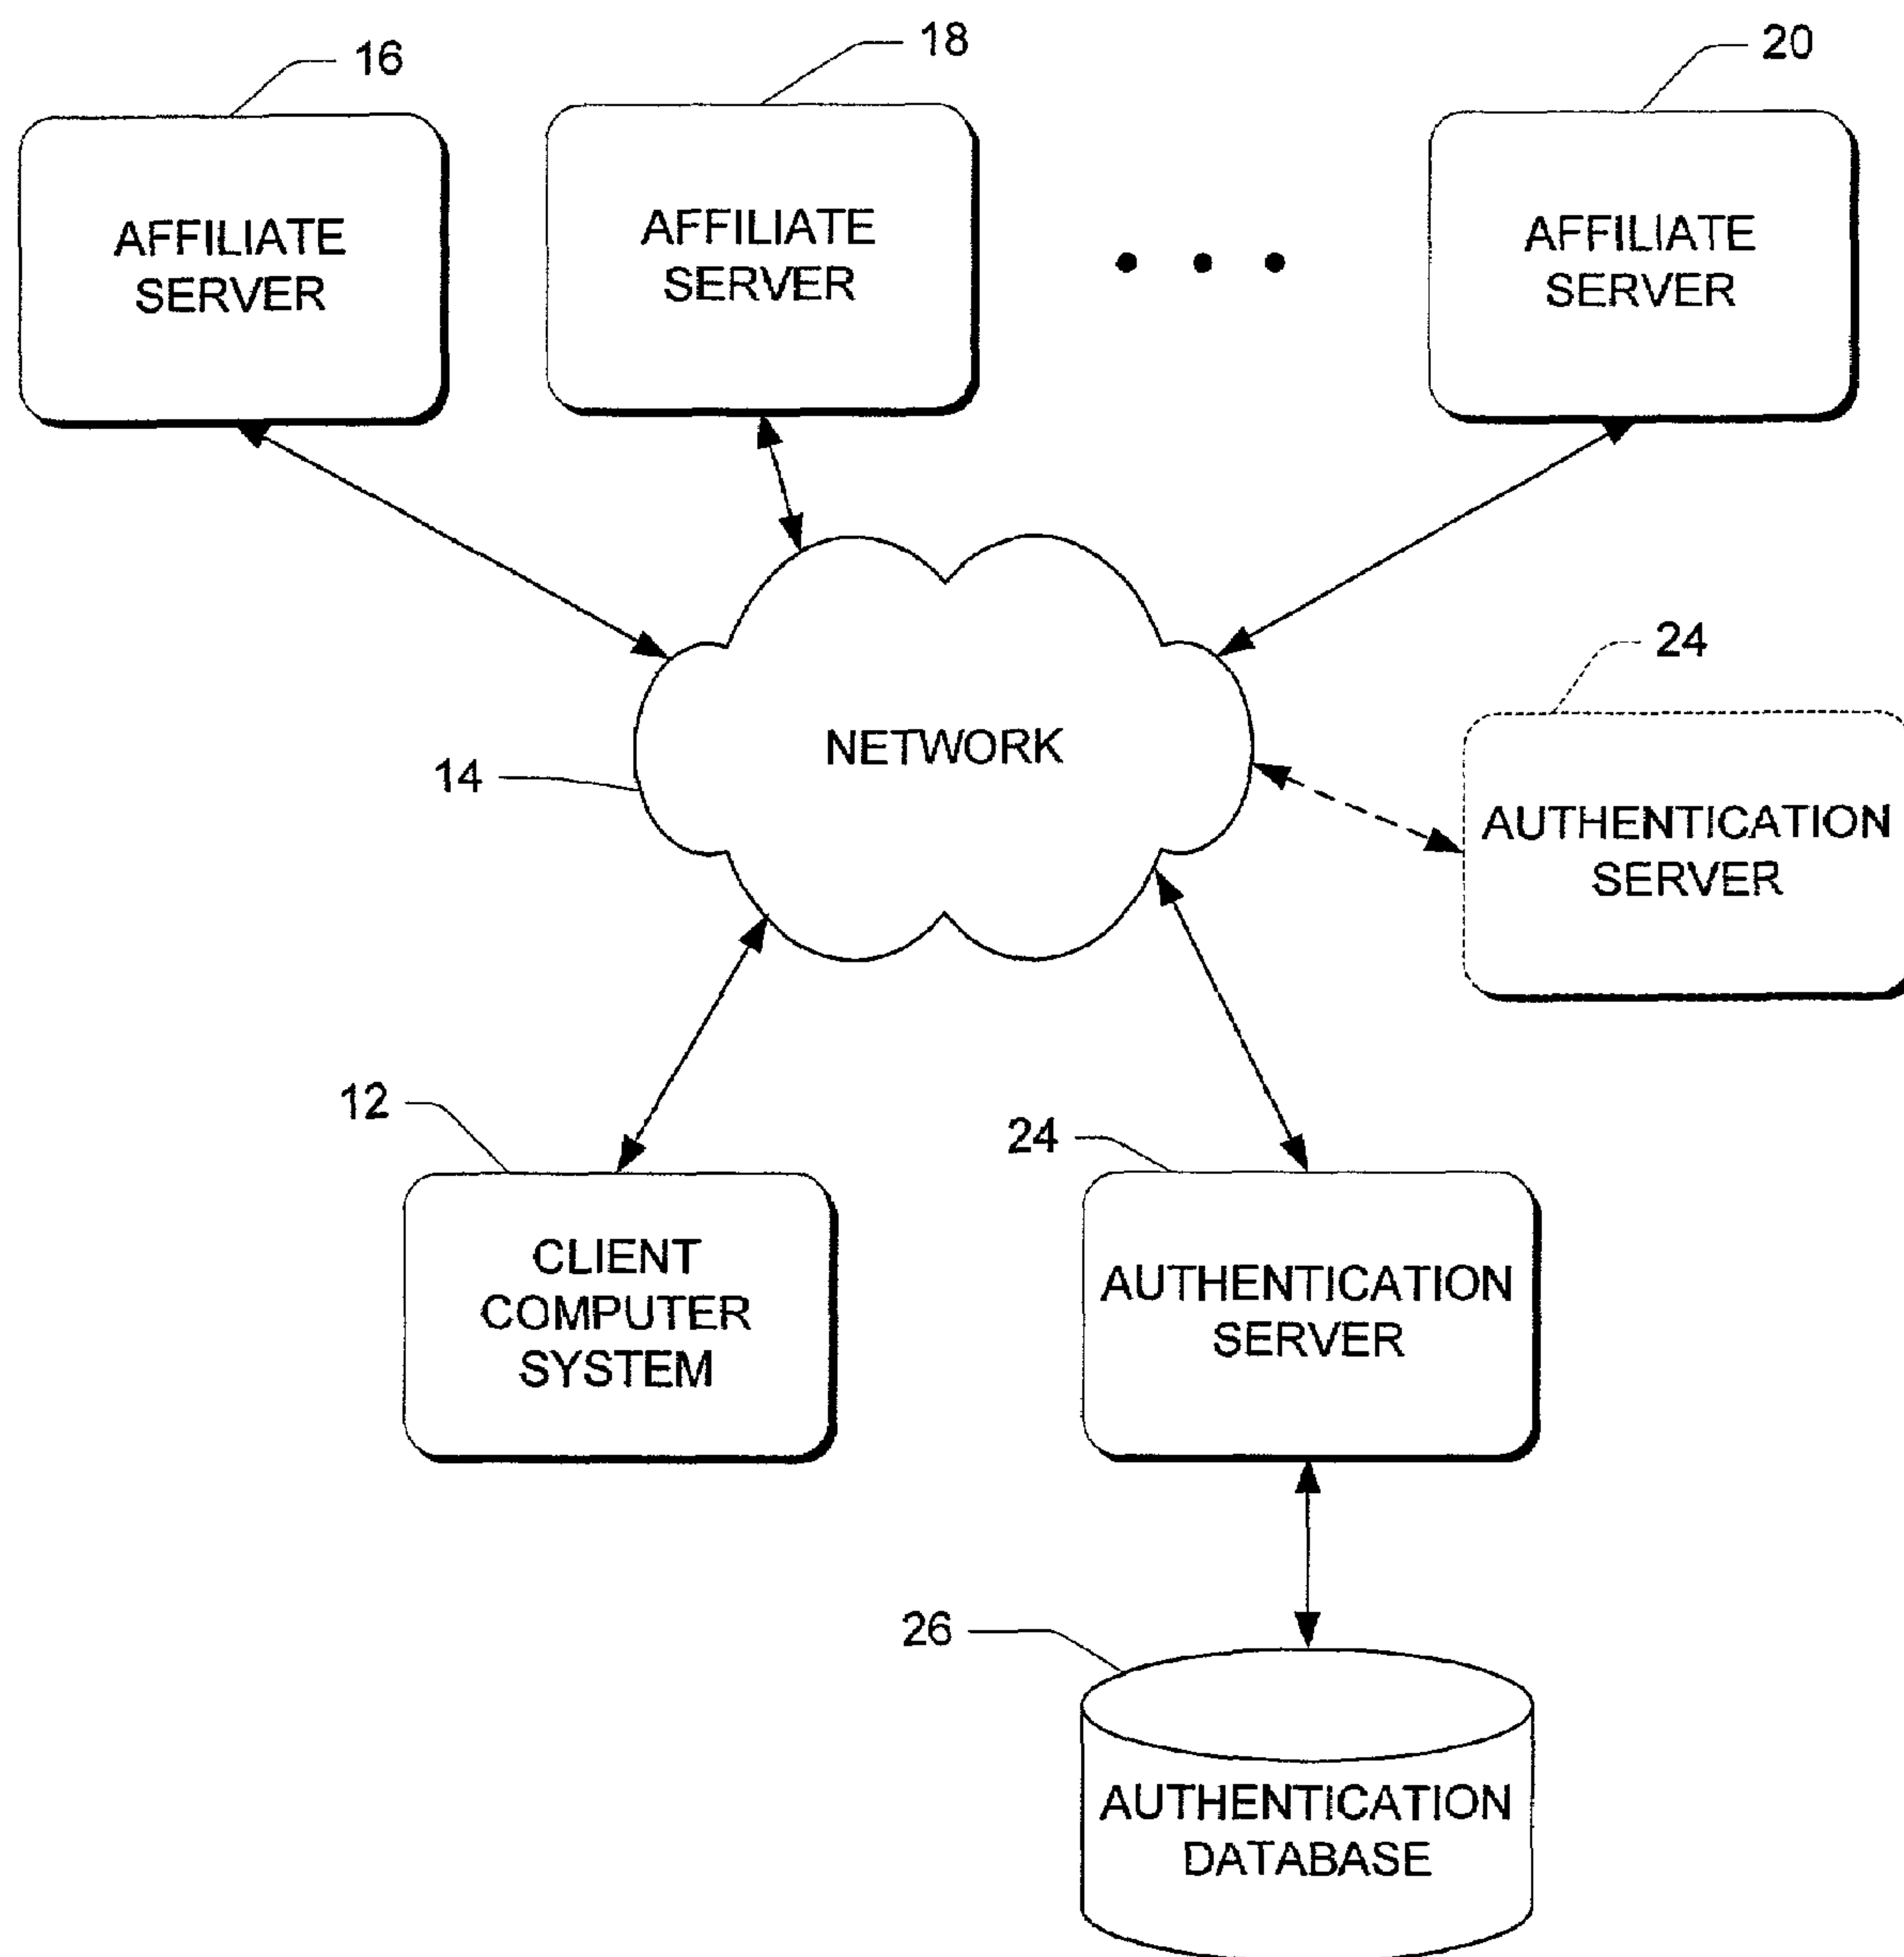 16
18
20
AFFILIATE
SERVER
AFFILIATE
SERVER
AFFILIATE
SERVER
24
NETWORK
14
AUTHENTICATION
SERVER
12
24
CLIENT
COMPUTER
SYSTEM
AUTHENTICATION
SERVER
26
AUTHENTICATION
DATABASE